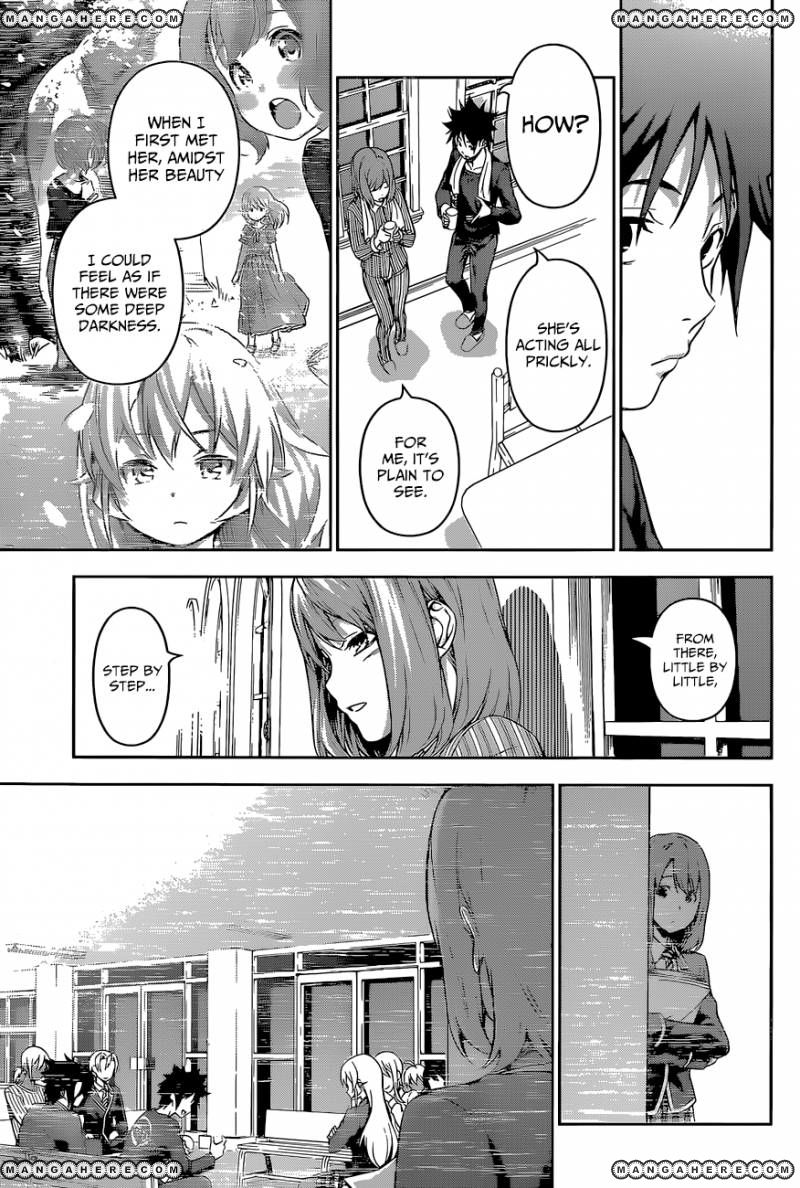 MANGAHERE.COM
MANGAHERE.COM
HOW?
SHE'S
ACTING ALL
PRICKLY.
FOR
ME, IT'S
PLAIN TO
SEE.
WHEN I
FIRST MET
HER, AMIDST
HER BEAUTY
I COULD
FEEL AS IF
THERE WERE
SOME DEEP
DARKNESS.
FROM
THERE,
LITTLE BY
LITTLE,
STEP BY
STEP...
MANGAHERE.COM
MANGAHERE.COM